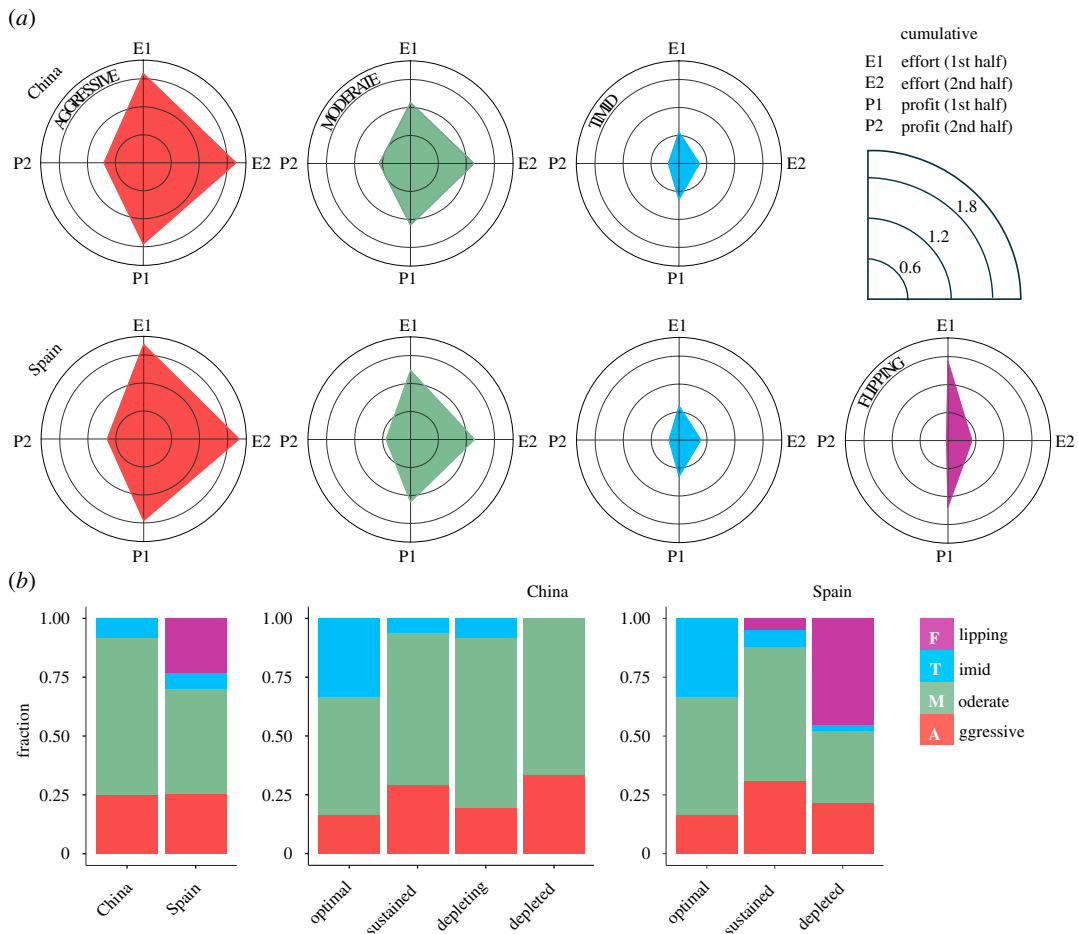 (a)
E1
E1
E1
cumulative
E1 effort (1st half)
E2 effort (2nd half)
P1 profit (1st half)
P2 profit (2nd half)
China
AGGRESSIVE
MODERATE
TIMID
P2
E2
P2
E2
P2
E2
P1
P1
P1
1.8
1.2
0.6
E1
E1
E1
E1
Spain
FLIPPING
P2
E2
P2
E2
P2
E2
P2
E2
P1
P1
P1
P1
(b)
China
Spain
fraction
1.00
0.75
0.50
0.25
0
China
Spain
1.00
0.75
0.50
0.25
0
optimal
sustained
depleting
depleted
1.00
0.75
0.50
0.25
0
optimal
sustained
depleted
F lipping
T imid
M oderate
A ggressive